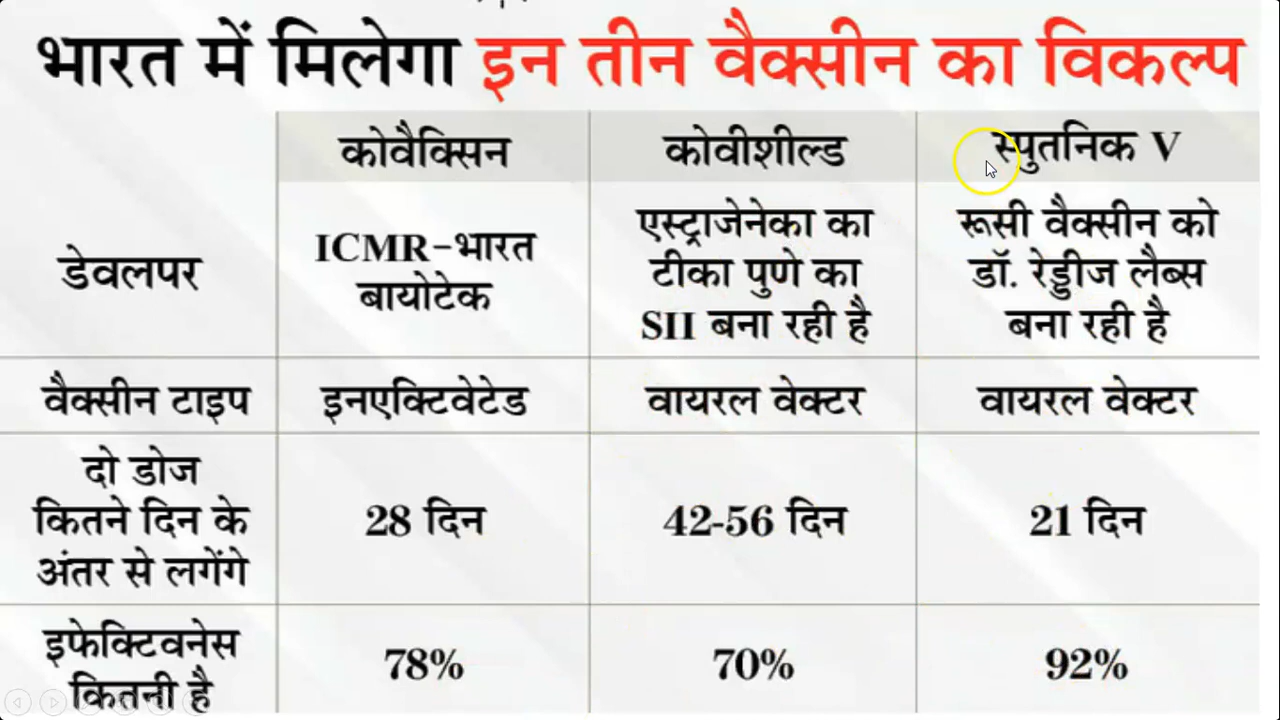 भारत में मिलेगा इन तीन वैक्सीन का विकल्प
कोवैक्सिन कोवीशील्ड स्पुतनिक V
डेवलपर
ICMR-भारत
बायोटेक
एस्ट्राजेनेका का
टीका पुणे का
SII बना रही है
रूसी वैक्सीन को
डॉ. रेड्डीज लैब्स
बना रही है
वैक्सीन टाइप इनएक्टिवेटेड वायरल वेक्टर वायरल वेक्टर
दो डोज
कितने दिन के
अंतर से लगेंगे
28 दिन 42-56 दिन 21 दिन
इफेक्टिवनेस
कितनी है
78% 70% 92%